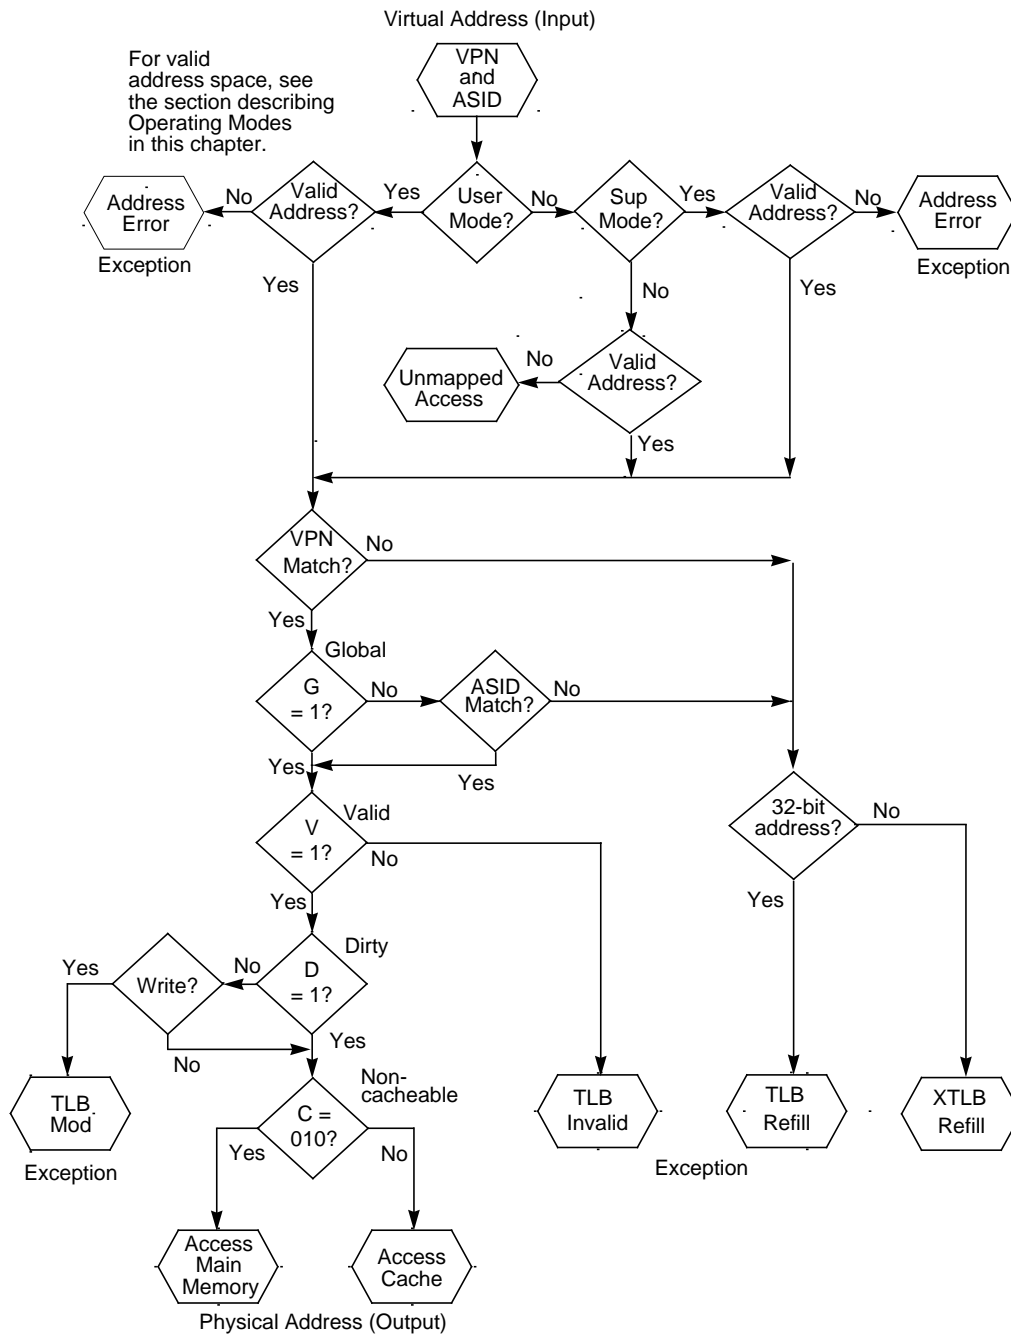 Virtual Address (Input)
For valid
address space, see
the section describing
Operating Modes
in this chapter.
VPN
and
ASID
Address
Error
Exception
No
Valid
Address?
Yes
User
Mode?
No
Sup
Mode?
Yes
Valid
Address?
No
Address
Error
Exception
Yes
No
Yes
Unmapped
Access
No
Valid
Address?
Yes
VPN
Match?
No
Yes
Global
G
= 1?
No
ASID
Match?
No
Yes
Yes
Valid
V
= 1?
No
32-bit
address?
No
Yes
Yes
Dirty
Yes
Write?
No
D
= 1?
No
Yes
Non-
cacheable
TLB
Mod
Exception
C =
010?
Yes
No
TLB
Invalid
TLB
Refill
XTLB
Refill
Exception
Access
Main
Memory
Access
Cache
Physical Address (Output)